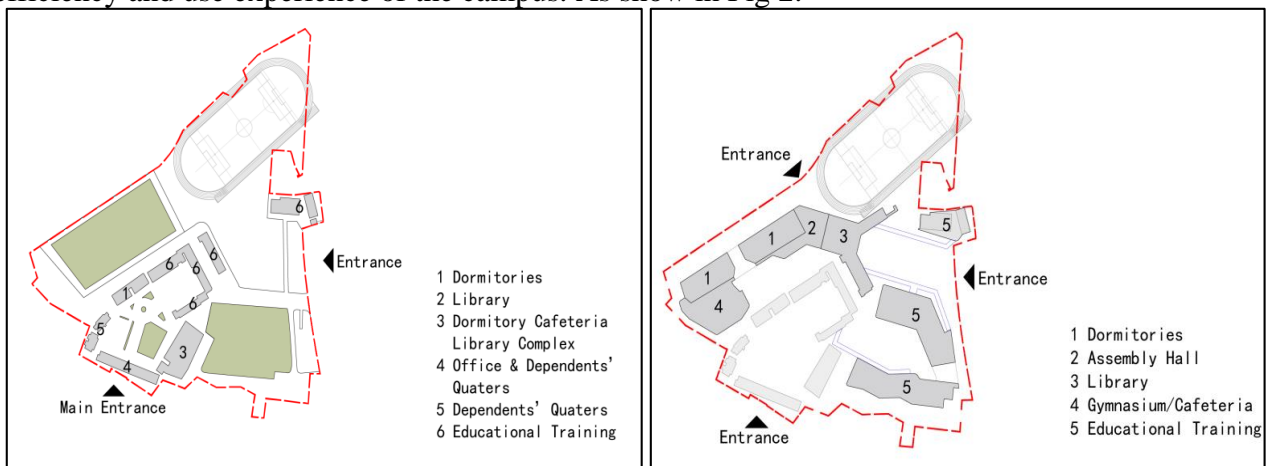 efficiency and use experience of the campus. As show in Fig 2.
6
Entrance
6
6
6
6
1
5
3
4
Main Entrance
1 Dormitories
2 Library
3 Dormitory Cafeteria
Library Complex
4 Office & Dependents'
Quaters
5 Dependents' Quaters
6 Educational Training
Entrance
5
1
2
3
1
4
Entrance
5
5
Entrance
1 Dormitories
2 Assembly Hall
3 Library
4 Gymnasium/Cafeteria
5 Educational Training